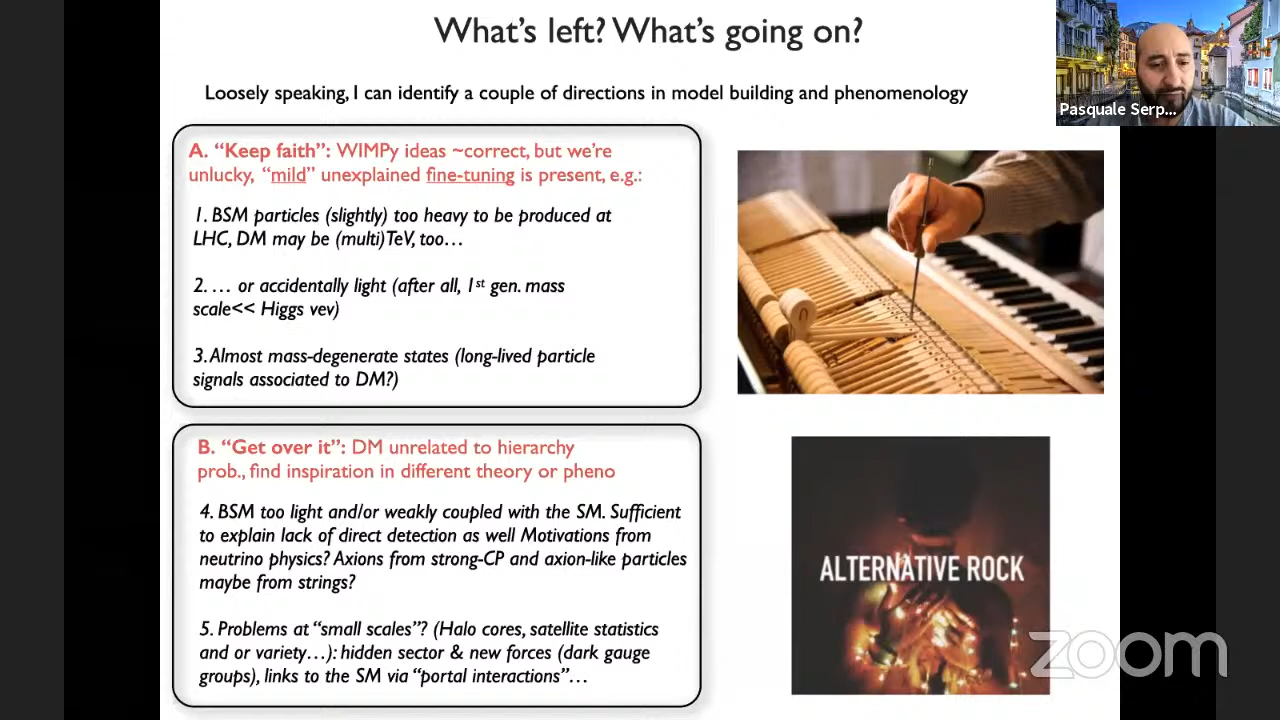 What's left? What's going on?
Loosely speaking, I can identify a couple of directions in model building and phenomenology
Pasquale Serp...
A. “Keep faith”: WIMPy ideas ~correct, but we're
unlucky, “mild” unexplained fine-tuning is present, e.g.:
1. BSM particles (slightly) too heavy to be produced at
LHC, DM may be (multi)TeV, too…
2. … or accidentally light (after all, 1st gen. mass
scale<< Higgs vev)
3. Almost mass-degenerate states (long-lived particle
signals associated to DM?)
B. “Get over it”: DM unrelated to hierarchy
prob., find inspiration in different theory or pheno
4. BSM too light and/or weakly coupled with the SM. Sufficient
to explain lack of direct detection as well Motivations from
neutrino physics? Axions from strong-CP and axion-like particles
maybe from strings?
5. Problems at “small scales”? (Halo cores, satellite statistics
and or variety…): hidden sector & new forces (dark gauge
groups), links to the SM via “portal interactions”…
ALTERNATIVE ROCK
zoom